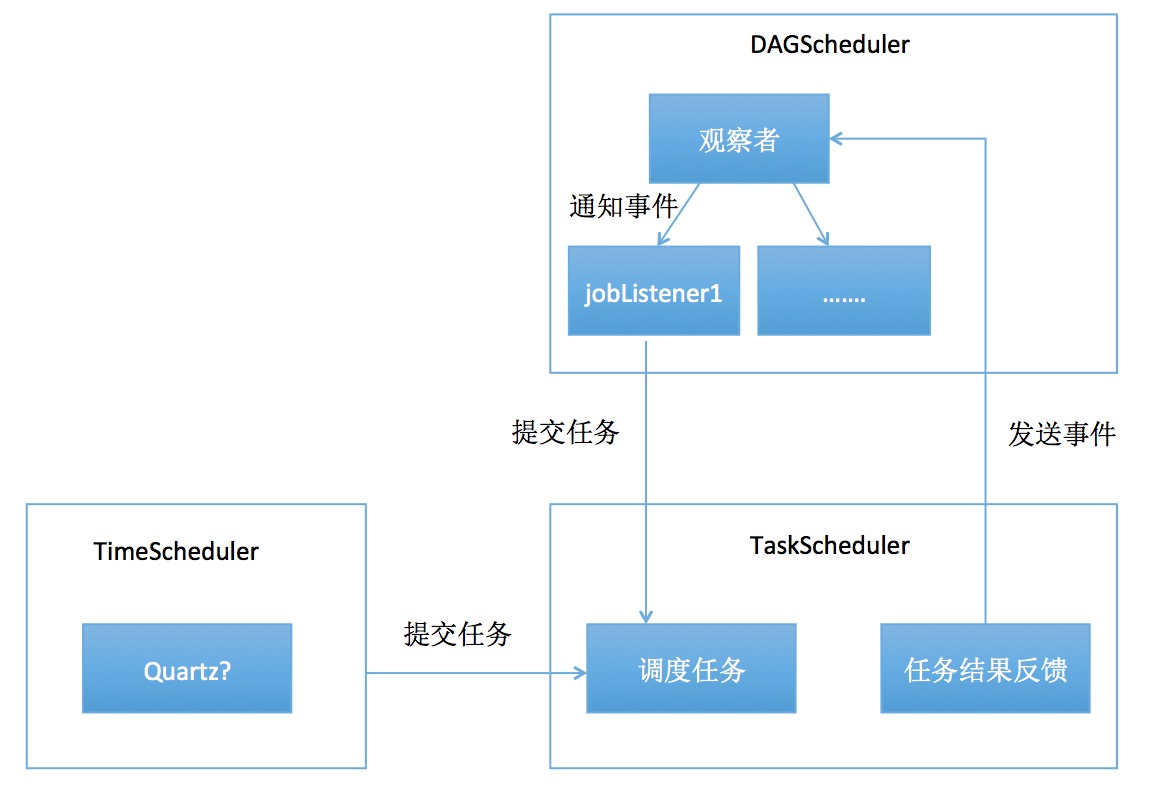 DAGScheduler
观察者
通知事件
jobListener1
.......
提交任务
发送事件
TimeScheduler
TaskScheduler
提交任务
Quartz?
调度任务
任务结果反馈